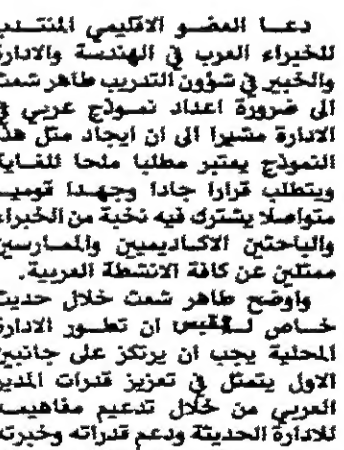 دعا العضو الاقليمي المنتدب
للخبراء العرب في الهندسة والادارة
والخبير في شؤون التدريب طاهر شمت
الى ضرورة اعداد نموذج عربي في
الادارة مشيرا الى ان ايجاد مثل هذا
النموذج يعتبر مطلبا ملحا للغاية
ويتطلب قرارا جادا وجهدا قوميا
متواصلا يشترك فيه نخبة من الخبراء
والباحثين الاكاديميين والممارسين
ممثلين عن كافة الانشطة العربية.
واوضح طاهر شمت خلال حديث
خاص لـ القبس ان تطور الادارة
المحلية يجب ان يرتكز على جانبين
الاول يتمثل في تعزيز قدرات المدير
العربي من خلال تدعيم مفاهيمه
للادارة الحديثة ودعم قدراته وخبرته